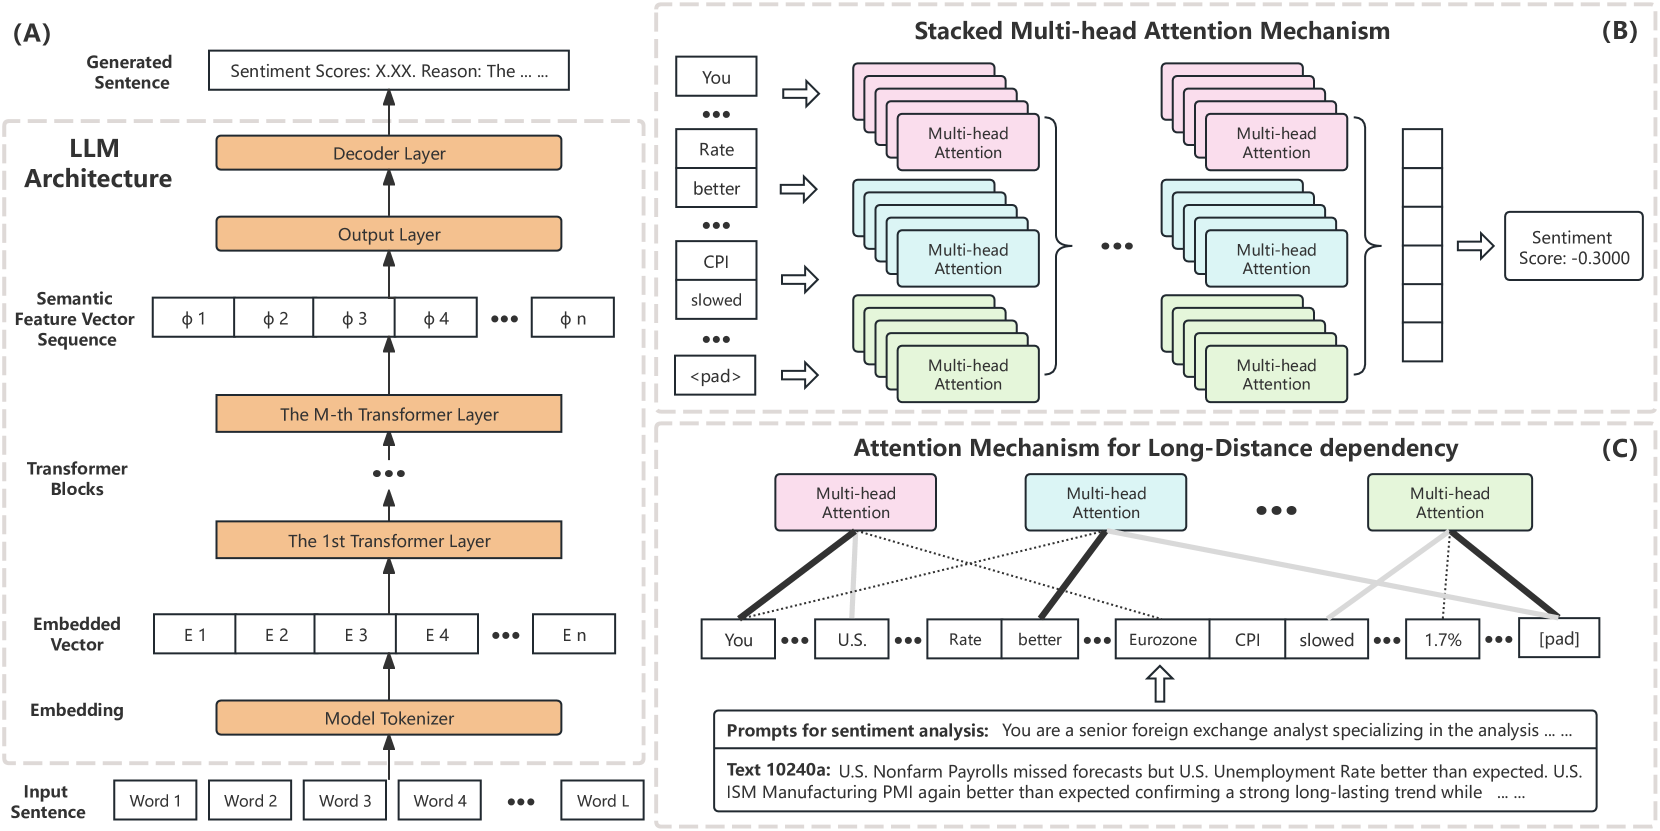 (A)
Generated
Sentence
Sentiment Scores: X.XX. Reason: The ... ...
LLM
Architecture
Decoder Layer
Output Layer
Semantic
Feature Vector
Sequence
ϕ 1 ϕ 2 ϕ 3 ϕ 4 ••• ϕ n
The M-th Transformer Layer
Transformer
Blocks
•••
The 1st Transformer Layer
Embedded
Vector
E 1 E 2 E 3 E 4 ••• E n
Embedding
Model Tokenizer
Input
Sentence
Word 1 Word 2 Word 3 Word 4 ••• Word L
Stacked Multi-head Attention Mechanism
(B)
You
•••
Rate
better
•••
CPI
slowed
•••
<pad>
Multi-head
Attention
Multi-head
Attention
Multi-head
Attention
•••
Multi-head
Attention
Multi-head
Attention
Multi-head
Attention
Sentiment
Score: -0.3000
Attention Mechanism for Long-Distance dependency
(C)
Multi-head
Attention
Multi-head
Attention
•••
Multi-head
Attention
You ••• U.S. ••• Rate better ••• Eurozone CPI slowed ••• 1.7% ••• [pad]
Prompts for sentiment analysis: You are a senior foreign exchange analyst specializing in the analysis ... ...
Text 10240a: U.S. Nonfarm Payrolls missed forecasts but U.S. Unemployment Rate better than expected. U.S.
ISM Manufacturing PMI again better than expected confirming a strong long-lasting trend while ... ...